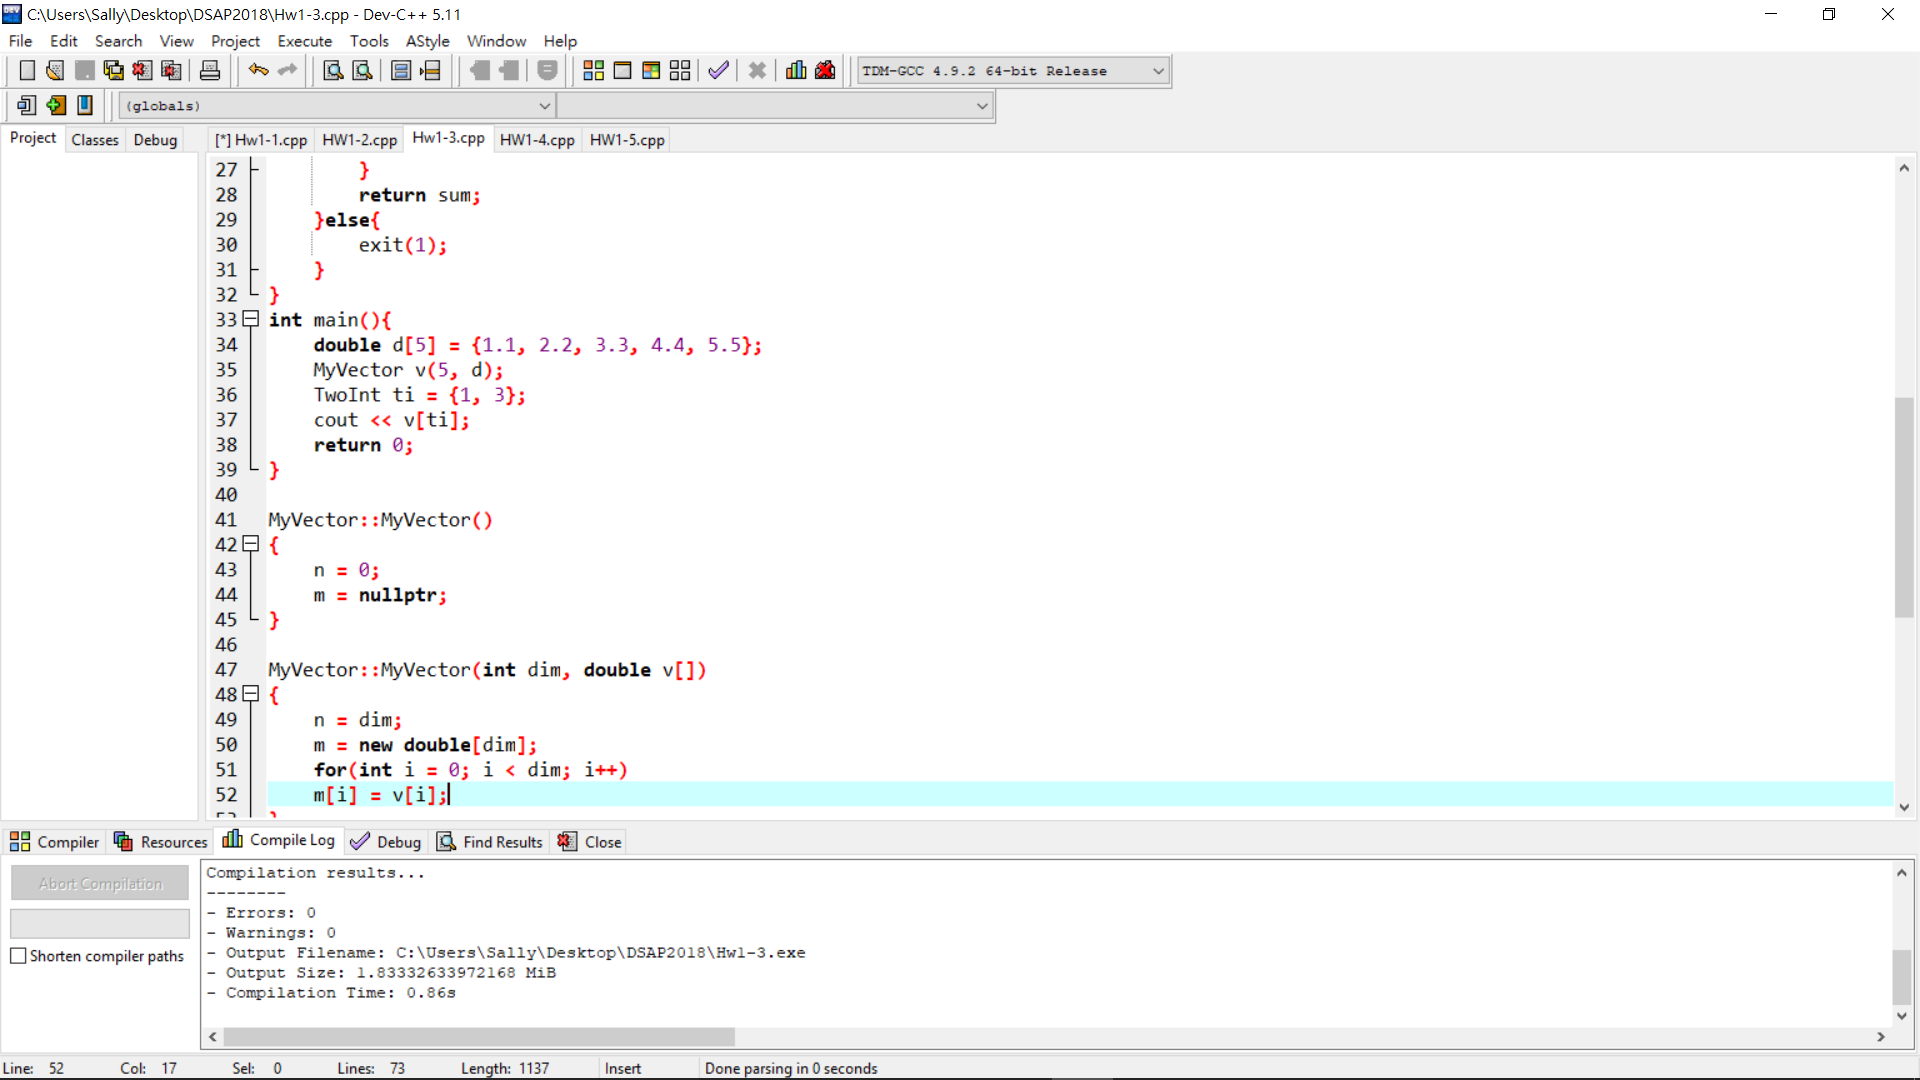 C:\Users\Sally\Desktop\DSAP2018\Hw1-3.cpp - Dev-C++ 5.11
File Edit Search View Project Execute Tools AStyle Window Help
TDM-GCC 4.9.2 64-bit Release
(globals)
Project Classes Debug [*] Hw1-1.cpp HW1-2.cpp Hw1-3.cpp HW1-4.cpp HW1-5.cpp
27 }
28 return sum;
29 }else{
30 exit(1);
31 }
32 }
33 int main(){
34 double d[5] = {1.1, 2.2, 3.3, 4.4, 5.5};
35 MyVector v(5, d);
36 TwoInt ti = {1, 3};
37 cout << v[ti];
38 return 0;
39 }
40
41 MyVector::MyVector()
42 {
43 n = 0;
44 m = nullptr;
45 }
46
47 MyVector::MyVector(int dim, double v[])
48 {
49 n = dim;
50 m = new double[dim];
51 for(int i = 0; i < dim; i++)
52 m[i] = v[i];
Compiler Resources Compile Log Debug Find Results Close
Abort Compilation
Shorten compiler paths
Compilation results...
--------
- Errors: 0
- Warnings: 0
- Output Filename: C:\Users\Sally\Desktop\DSAP2018\Hw1-3.exe
- Output Size: 1.83332633972168 MiB
- Compilation Time: 0.86s
Line: 52 Col: 17 Sel: 0 Lines: 73 Length: 1137 Insert Done parsing in 0 seconds